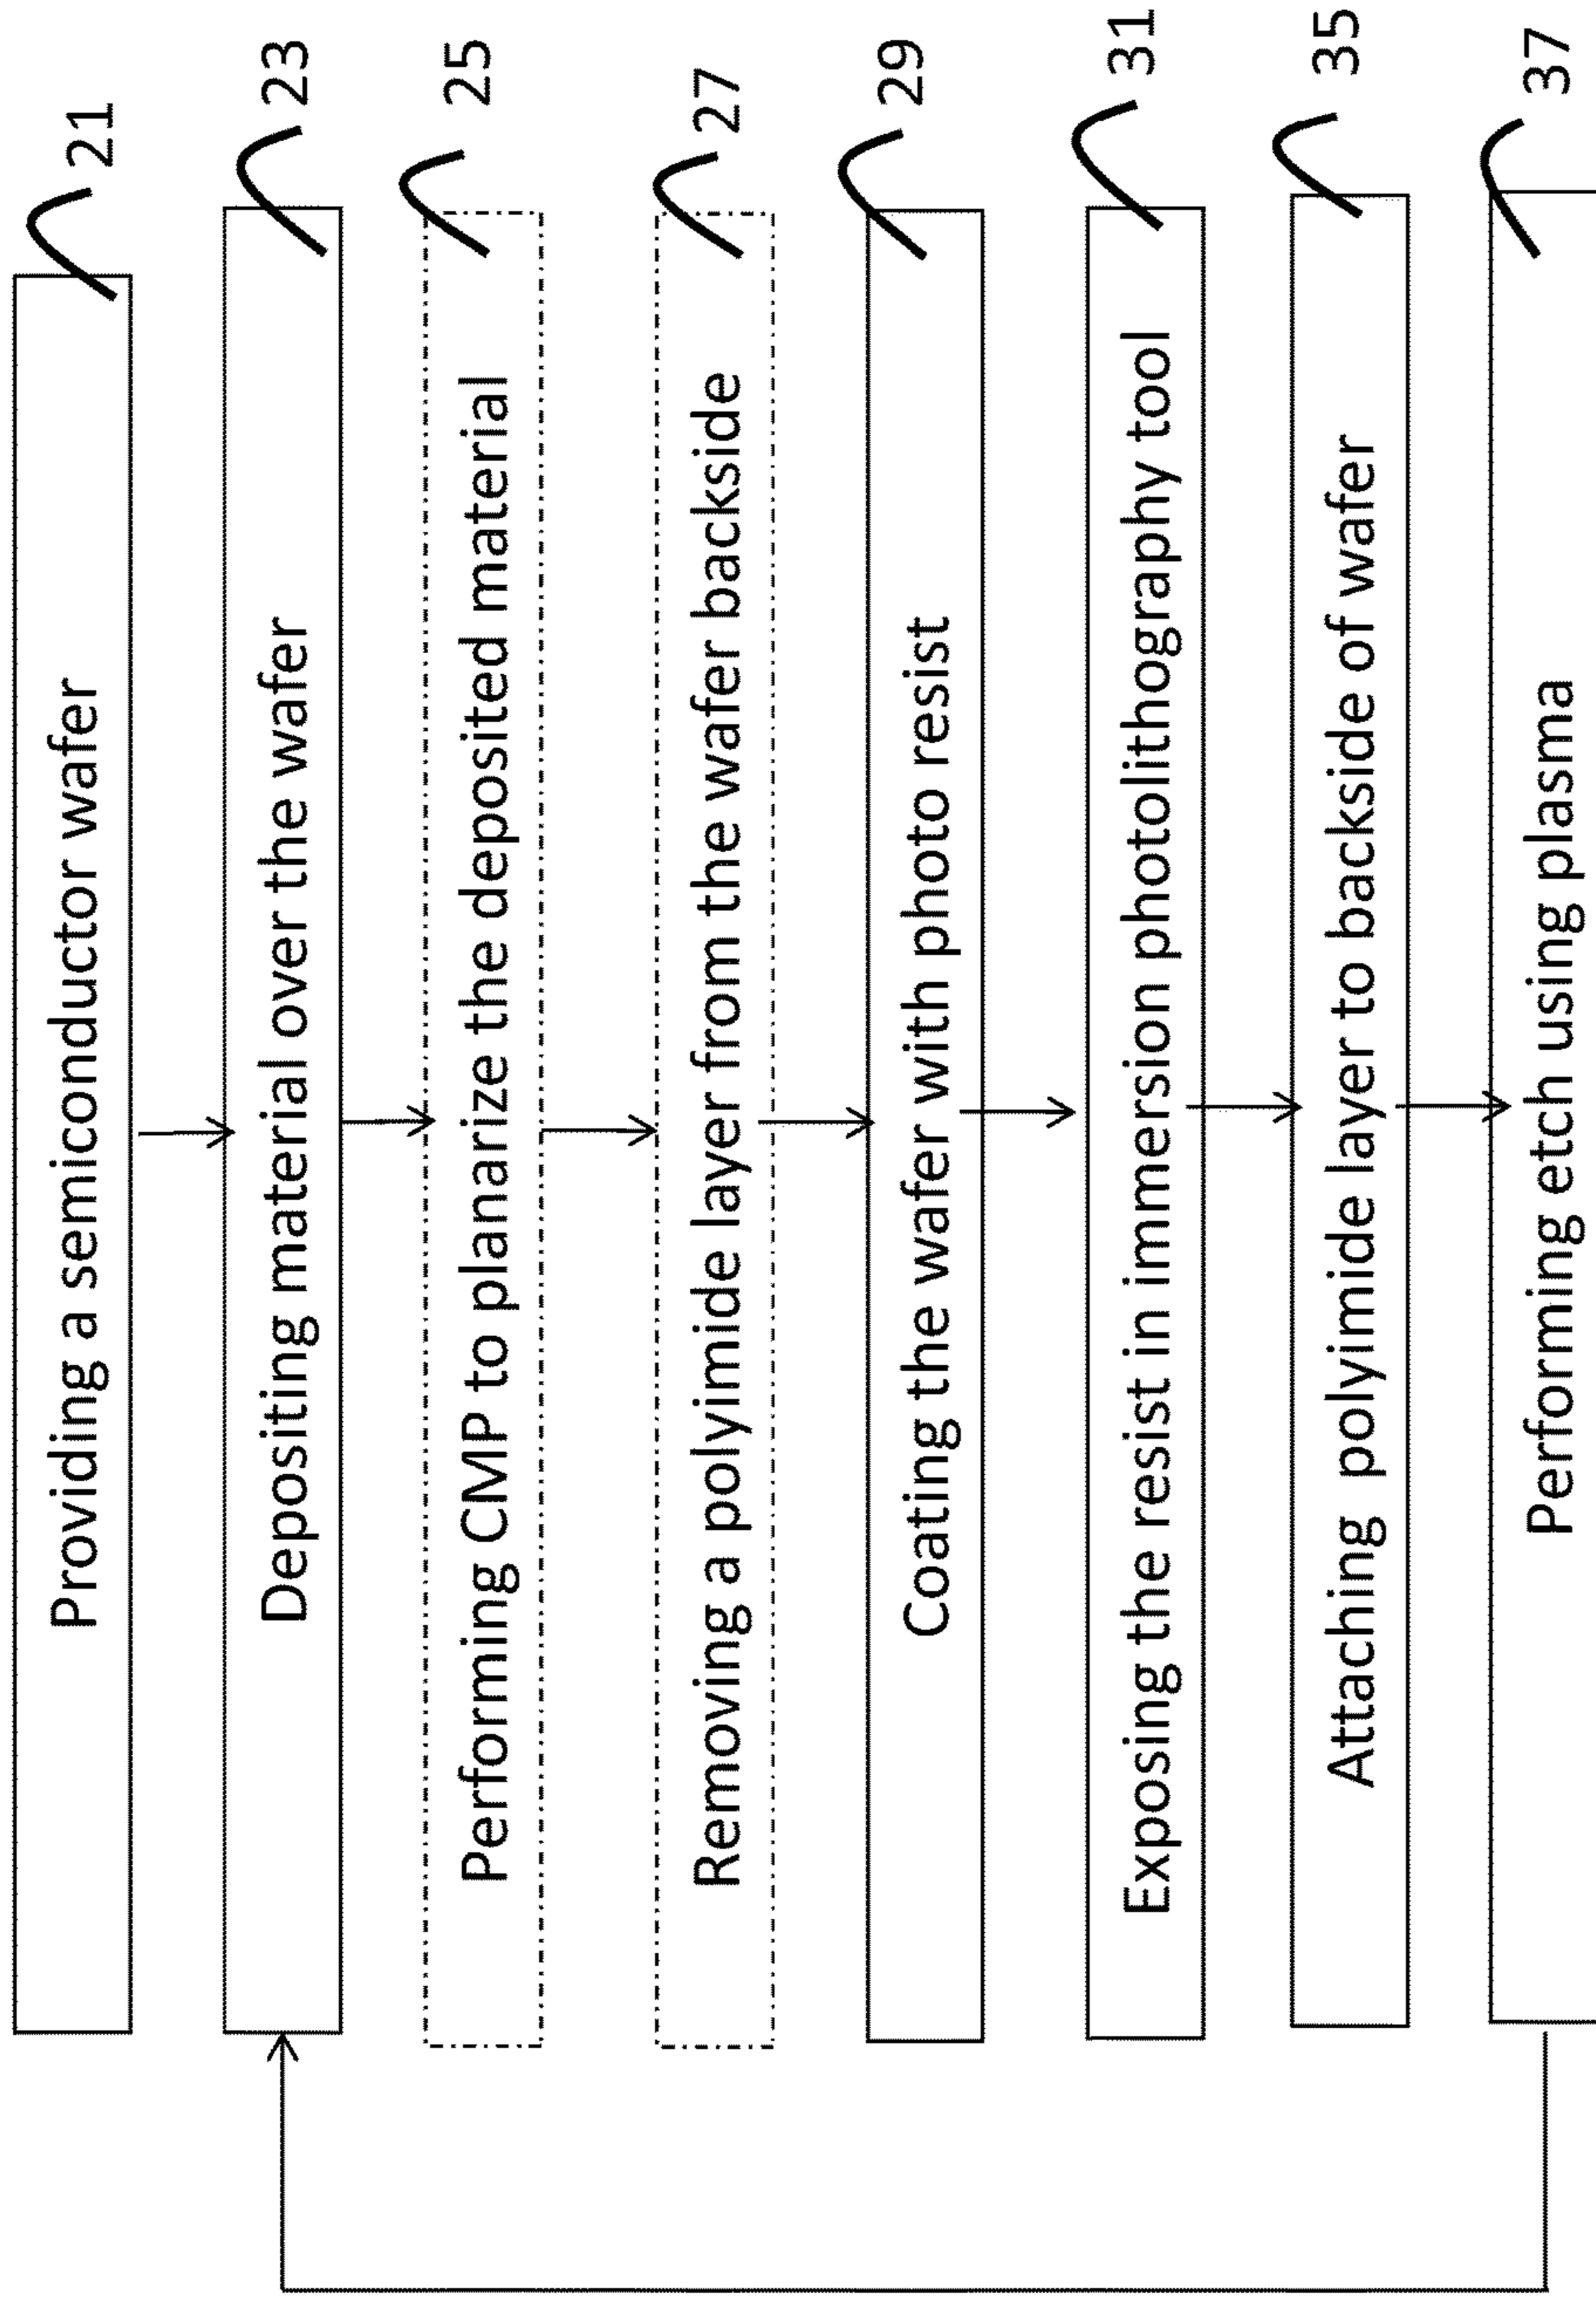 Providing a semiconductor wafer 21
Depositing material over the wafer 23
Performing CMP to planarize the deposited material 25
Removing a polyimide layer from the wafer backside 27
Coating the wafer with photo resist 29
Exposing the resist in immersion photolithography tool 31
Attaching polyimide layer to backside of wafer 35
Performing etch using plasma 37